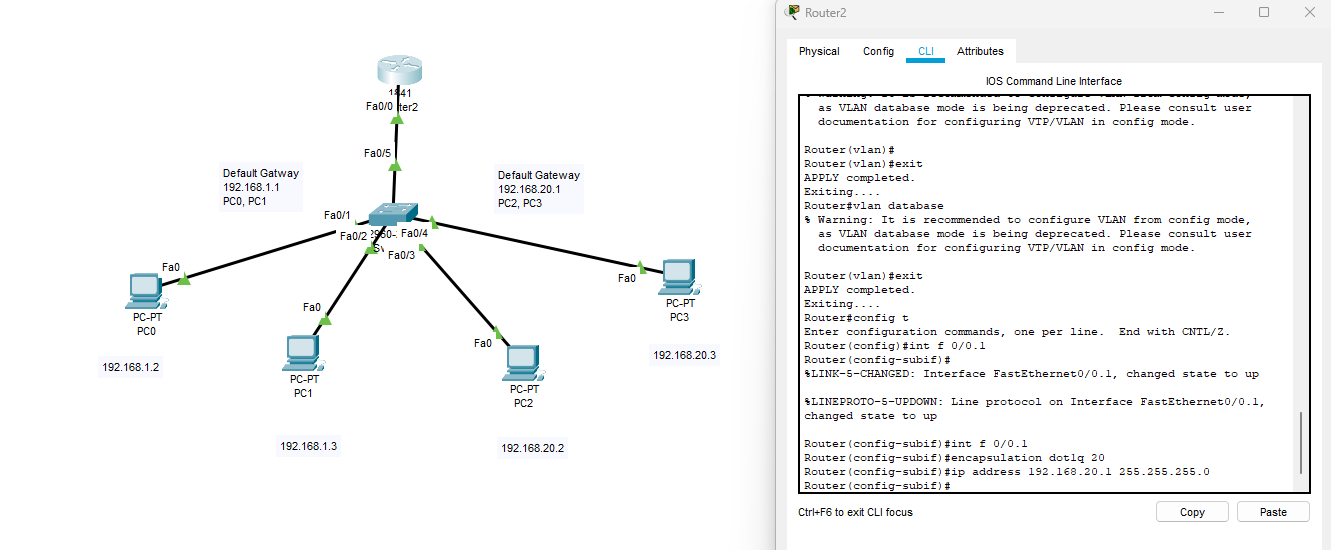 Router2
Physical Config CLI Attributes
IOS Command Line Interface
as VLAN database mode is being deprecated. Please consult user
documentation for configuring VTP/VLAN in config mode.
Router(vlan)#
Router(vlan)#exit
APPLY completed.
Exiting....
Router#vlan database
% Warning: It is recommended to configure VLAN from config mode,
as VLAN database mode is being deprecated. Please consult user
documentation for configuring VTP/VLAN in config mode.
Router(vlan)#exit
APPLY completed.
Exiting....
Router#config t
Enter configuration commands, one per line.  End with CNTL/Z.
Router(config)#int f 0/0.1
Router(config-subif)#
%LINK-5-CHANGED: Interface FastEthernet0/0.1, changed state to up
%LINEPROTO-5-UPDOWN: Line protocol on Interface FastEthernet0/0.1,
changed state to up
Router(config-subif)#int f 0/0.1
Router(config-subif)#encapsulation dot1q 20
Router(config-subif)#ip address 192.168.20.1 255.255.255.0
Router(config-subif)#
Ctrl+F6 to exit CLI focus
Copy
Paste
Fa0/0
Fa0/5
Default Gatway
192.168.1.1
PC0, PC1
Default Gateway
192.168.20.1
PC2, PC3
Fa0/1
Fa0/2
Fa0/4
Fa0/3
Fa0
PC-PT
PC0
192.168.1.2
Fa0
PC-PT
PC1
192.168.1.3
Fa0
PC-PT
PC2
192.168.20.2
Fa0
PC-PT
PC3
192.168.20.3